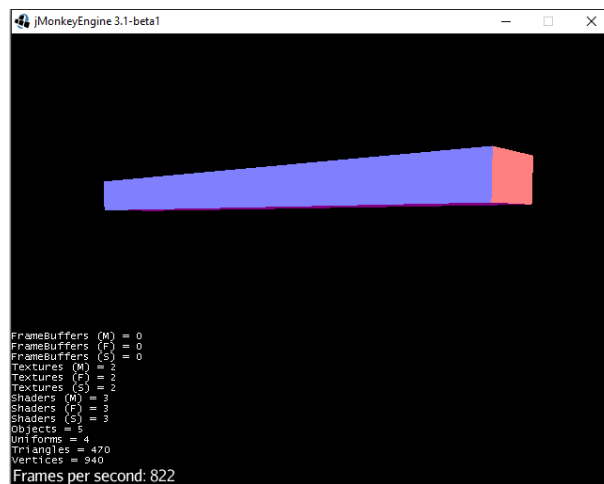 jMonkeyEngine 3.1-beta1
FrameBuffers (M) = 0
FrameBuffers (F) = 0
FrameBuffers (S) = 0
Textures (M) = 2
Textures (F) = 2
Textures (S) = 2
Shaders (M) = 3
Shaders (F) = 3
Shaders (S) = 3
Objects = 5
Uniforms = 4
Triangles = 470
Vertices = 940
Frames per second: 822